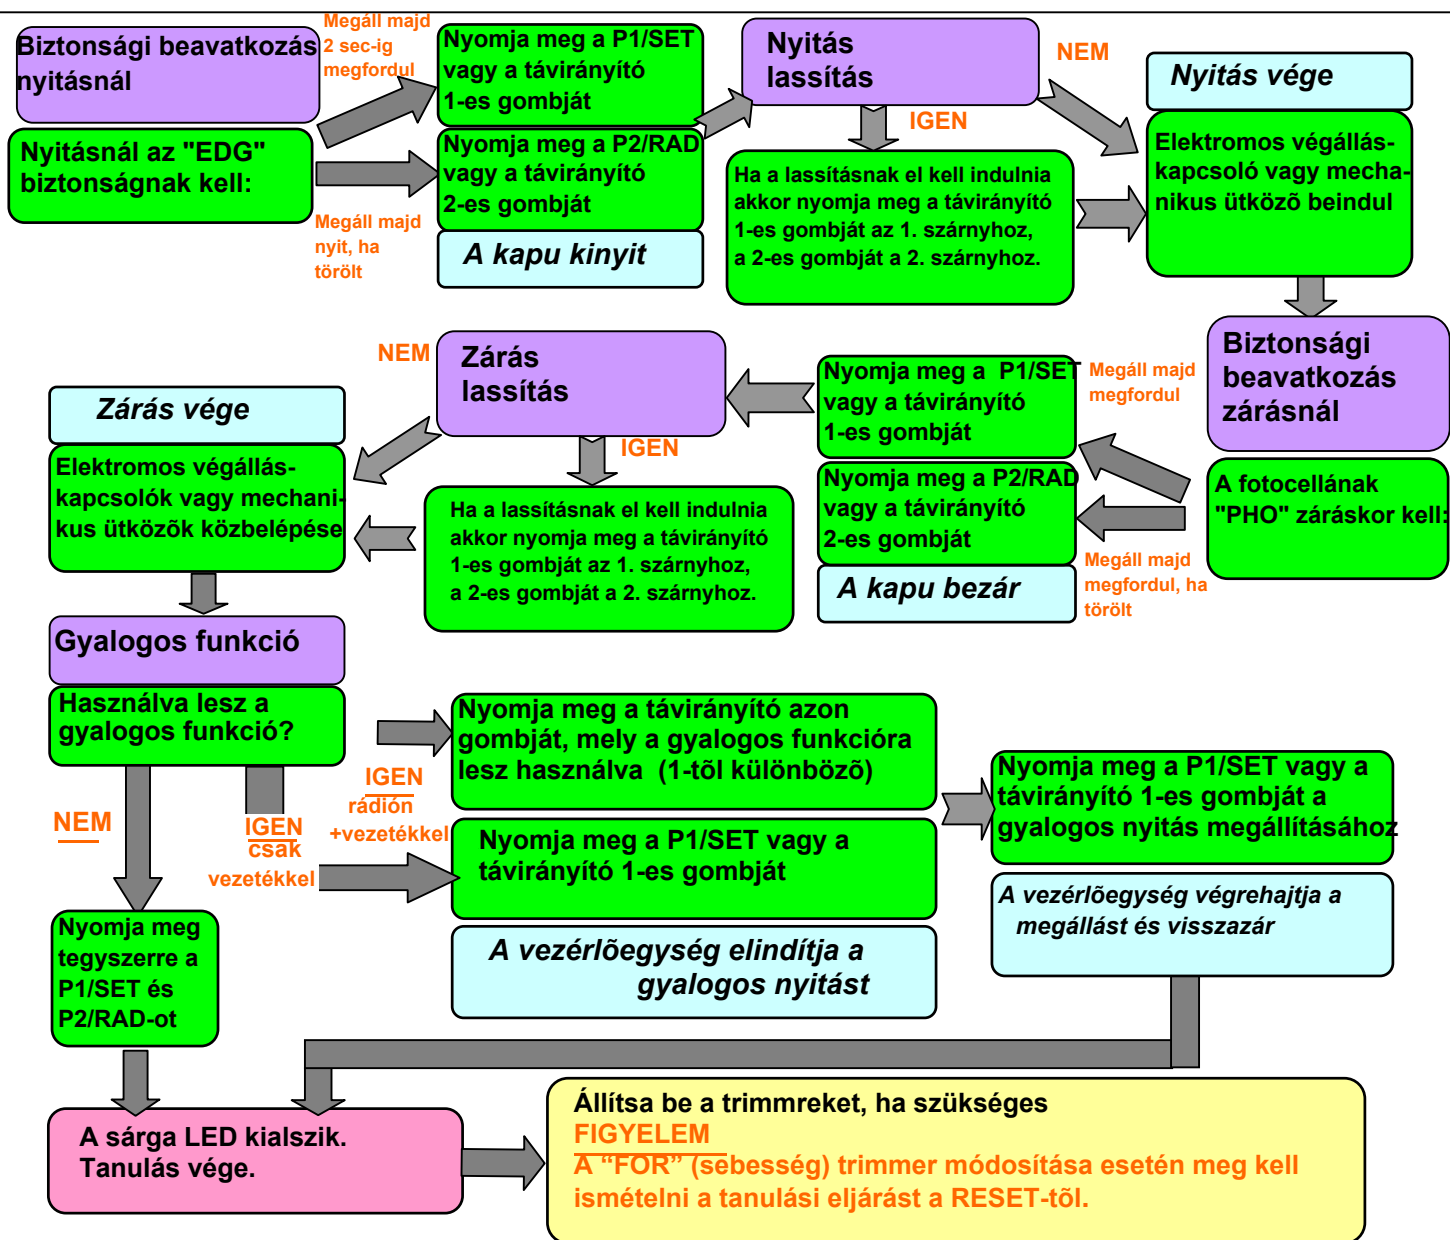 Biztonsági beavatkozás
nyitásnál
Megáll majd
2 sec-ig
megfordul
Nyitásnál az "EDG"
biztonságnak kell:
Megáll majd
nyit, ha
törölt
Nyomja meg a P1/SET
vagy a távirányító
1-es gombját
Nyomja meg a P2/RAD
vagy a távirányító
2-es gombját
A kapu kinyit
Nyitás
lassítás
NEM
IGEN
Ha a lassításnak el kell indulnia
akkor nyomja meg a távirányító
1-es gombját az 1. szárnyhoz,
a 2-es gombját a 2. szárnyhoz.
Nyitás vége
Elektromos végállás-
kapcsoló vagy mecha-
nikus ütközõ beindul
Biztonsági
beavatkozás
zárásnál
A fotocellának
"PHO" záráskor kell:
Megáll majd
megfordul
Megáll majd
megfordul, ha
törölt
Nyomja meg a P1/SET
vagy a távirányító
1-es gombját
Nyomja meg a P2/RAD
vagy a távirányító
2-es gombját
A kapu bezár
Zárás
lassítás
NEM
IGEN
Ha a lassításnak el kell indulnia
akkor nyomja meg a távirányító
1-es gombját az 1. szárnyhoz,
a 2-es gombját a 2. szárnyhoz.
Zárás vége
Elektromos végállás-
kapcsolók vagy mechani-
kus ütközõk közbelépése
Gyalogos funkció
Használva lesz a
gyalogos funkció?
NEM
IGEN
csak
vezetékkel
IGEN
rádión
+vezetékkel
Nyomja meg a távirányító azon
gombját, mely a gyalogos funkcióra
lesz használva (1-tõl különbözõ)
Nyomja meg a P1/SET vagy a
távirányító 1-es gombját
A vezérlõegység elindítja a
gyalogos nyitást
Nyomja meg a P1/SET vagy a
távirányító 1-es gombját a
gyalogos nyitás megállításához
A vezérlõegység végrehajtja a
megállást és visszazár
Nyomja meg
tegyszerre a
P1/SET és
P2/RAD-ot
A sárga LED kialszik.
Tanulás vége.
Állítsa be a trimmreket, ha szükséges
FIGYELEM
A “FOR” (sebesség) trimmer módosítása esetén meg kell
ismételni a tanulási eljárást a RESET-tõl.